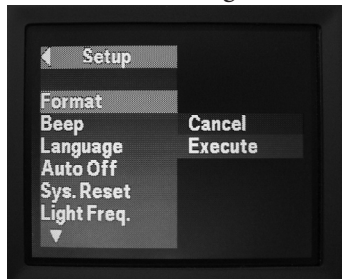 Setup
Format
Beep
Cancel
Language
Execute
Auto Off
Sys. Reset
Light Freq.